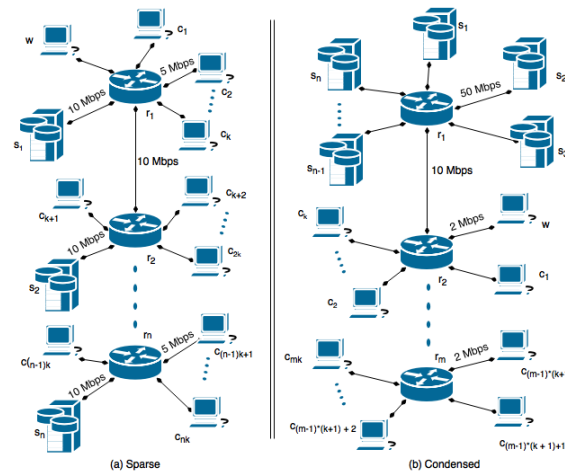 w
c1
?
?
5 Mbps
c2
?
10 Mbps
r1
s1
ck
?
10 Mbps
ck+1
?
ck+2
?
10 Mbps
r2
c2k
?
s2
rn
c(n-1)k
?
5 Mbps
c(n-1)k+1
?
10 Mbps
sn
cnk
?
(a) Sparse
s1
sn
s2
50 Mbps
r1
sn-1
10 Mbps
ck
?
2 Mbps
w
?
r2
c1
?
c2
?
rm
cmk
?
2 Mbps
?
c(m-1)*(k+
c(m-1)*(k+1) + 2
?
?
c(m-1)*(k + 1)+1
(b) Condensed